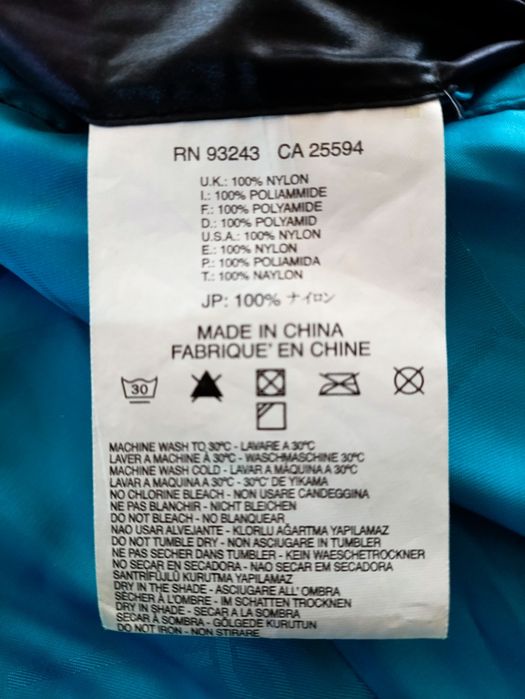 RN 93243 CA 25594
U.K.: 100% NYLON
I.: 100% POLIAMMIDE
F.: 100% POLYAMIDE
D.: 100% POLYAMID
U.S.A.: 100% NYLON
E.: 100% NYLON
P.: 100% POLIAMIDA
T.: 100% NAYLON
JP: 100% ナイロン
MADE IN CHINA
FABRIQUE' EN CHINE
30
MACHINE WASH TO 30°C - LAVARE A 30°C
LAVER A MACHINE À 30°C - WASCHMASCHINE 30°C
MACHINE WASH COLD - LAVAR A MÁQUINA A 30°C
LAVAR A MAQUINA A 30°C - 30°C' DE YIKAMA
NO CHLORINE BLEACH - NON USARE CANDEGGINA
NE PAS BLANCHIR - NICHT BLEICHEN
DO NOT BLEACH - NO BLANQUEAR
NAO USAR ALVEJANTE - KLORLU AĞARTMA YAPILAMAZ
DO NOT TUMBLE DRY - NON ASCIUGARE IN TUMBLER
NE PAS SECHER DANS TUMBLER - KEIN WAESCHETROCKNER
NO SECAR EN SECADORA - NAO SECAR EM SECADORA
SANTRİFÜJLÜ KURUTMA YAPILAMAZ
DRY IN THE SHADE - ASCIUGARE ALL' OMBRA
SÈCHER À L'OMBRE - IM SCHATTEN TROCKNEN
DRY IN SHADE - SECAR A LA SOMBRA
SECAR À SOMBRA - GÖLGEDE KURUTUN
DO NOT IRON - NON STIRARE